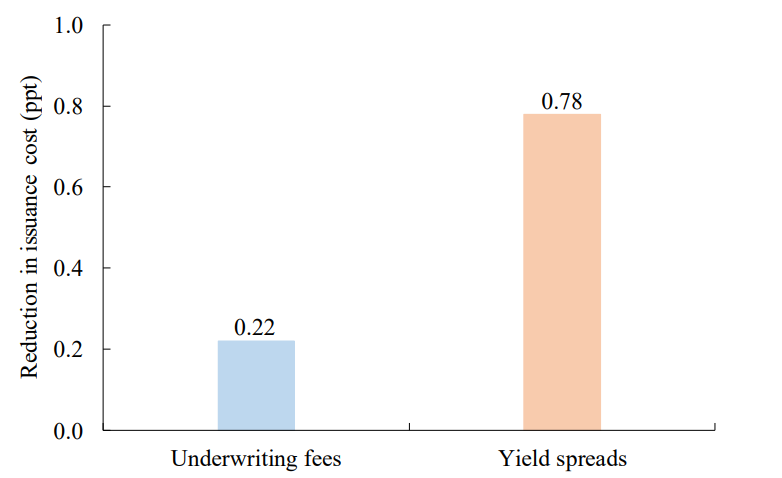 1.0
0.8
0.6
0.4
0.2
0.0
Reduction in issuance cost (ppt)
0.22
0.78
Underwriting fees
Yield spreads